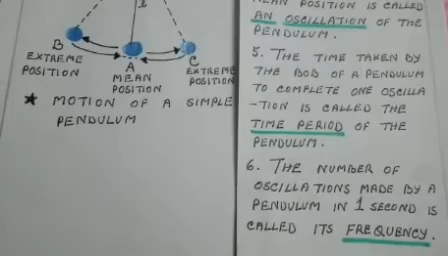 l
B
EXTREME
POSITION
A
MEAN
POSITION
C
EXTREME
POSITION
★ MOTION OF A SIMPLE
PENDULUM
MEAN POSITION IS CALLED
AN OSCILLATION OF THE
PENDULUM.
5. THE TIME TAKEN BY
THE BOB OF A PENDULUM
TO COMPLETE ONE OSCILLA
-TION IS CALLED THE
TIME PERIOD OF THE
PENDULUM.
6. THE NUMBER OF
OSCILLATIONS MADE BY A
PENDULUM IN 1 SECOND IS
CALLED ITS FREQUENCY.